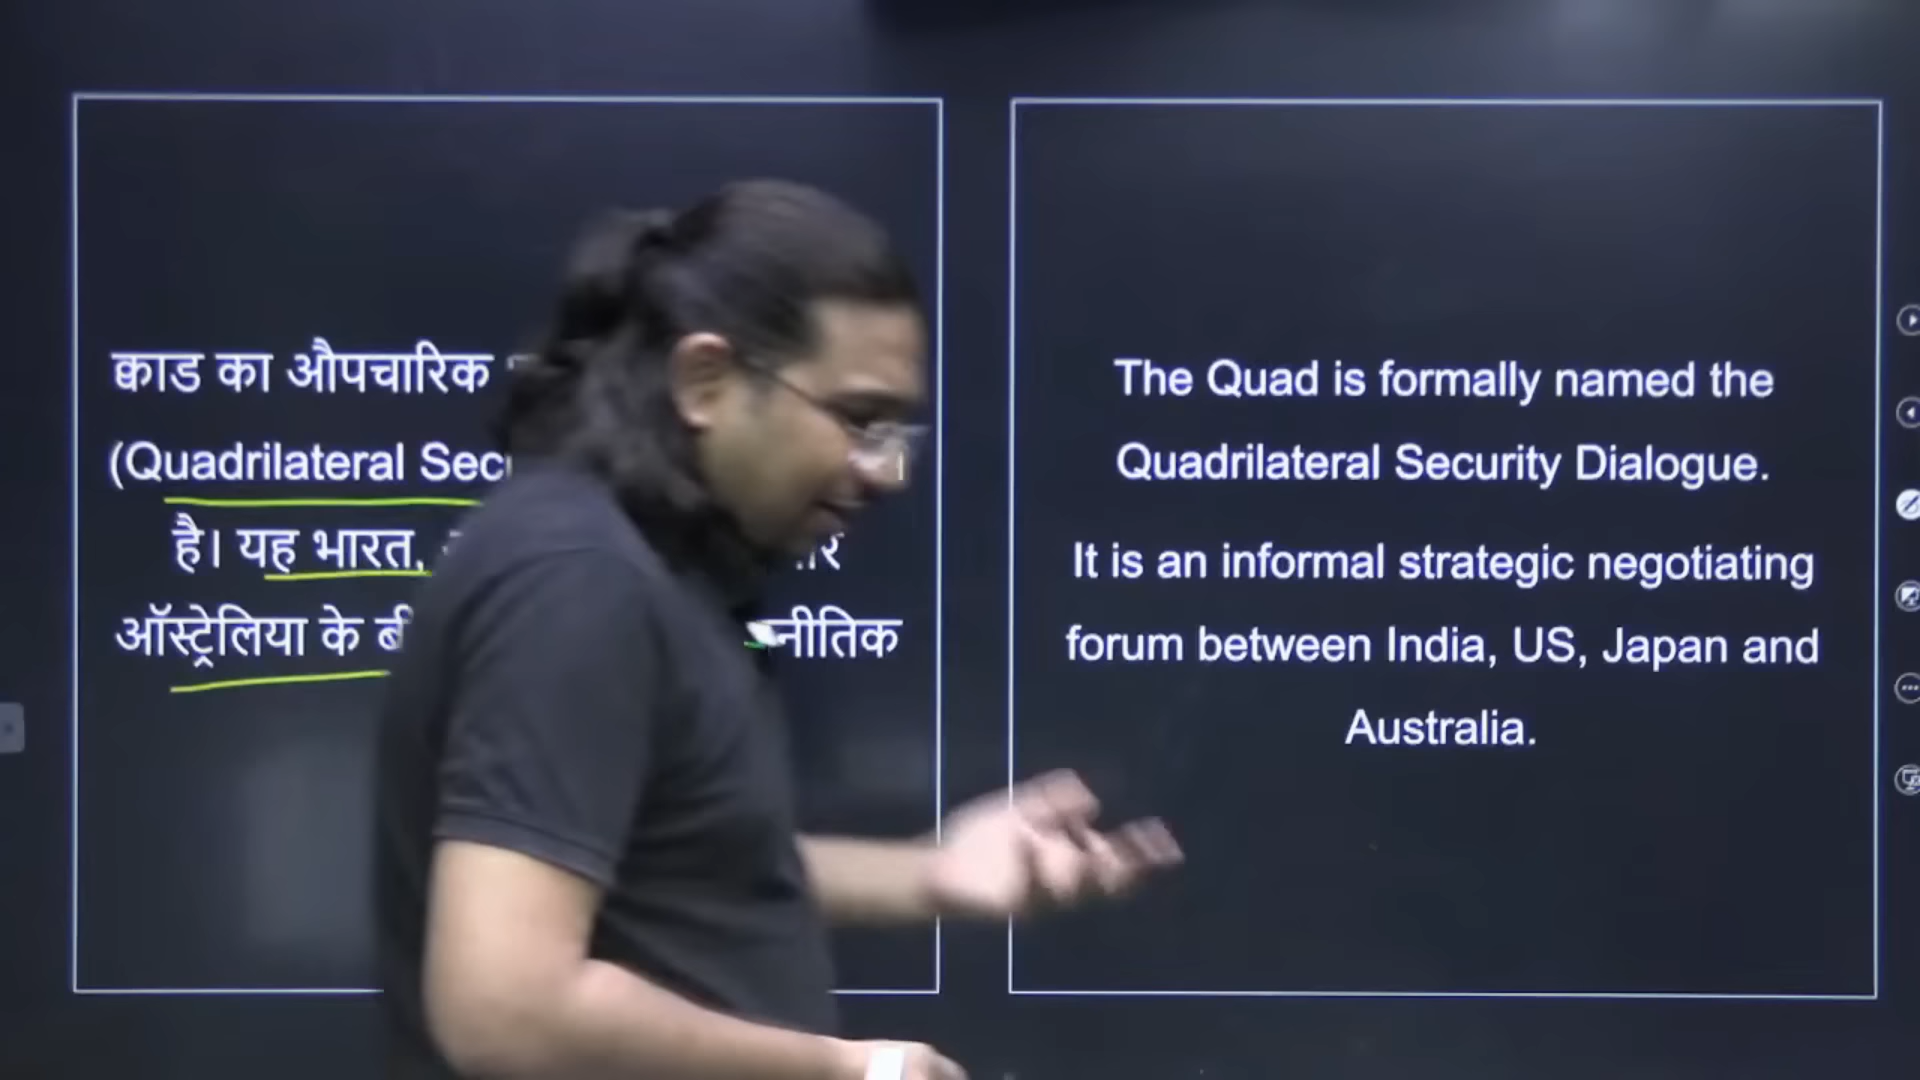 क्वाड का औपचारिक
(Quadrilateral
है। यह भारत,
ऑस्ट्रेलिया के
The Quad is formally named the
Quadrilateral Security Dialogue.
It is an informal strategic negotiating
forum between India, US, Japan and
Australia.